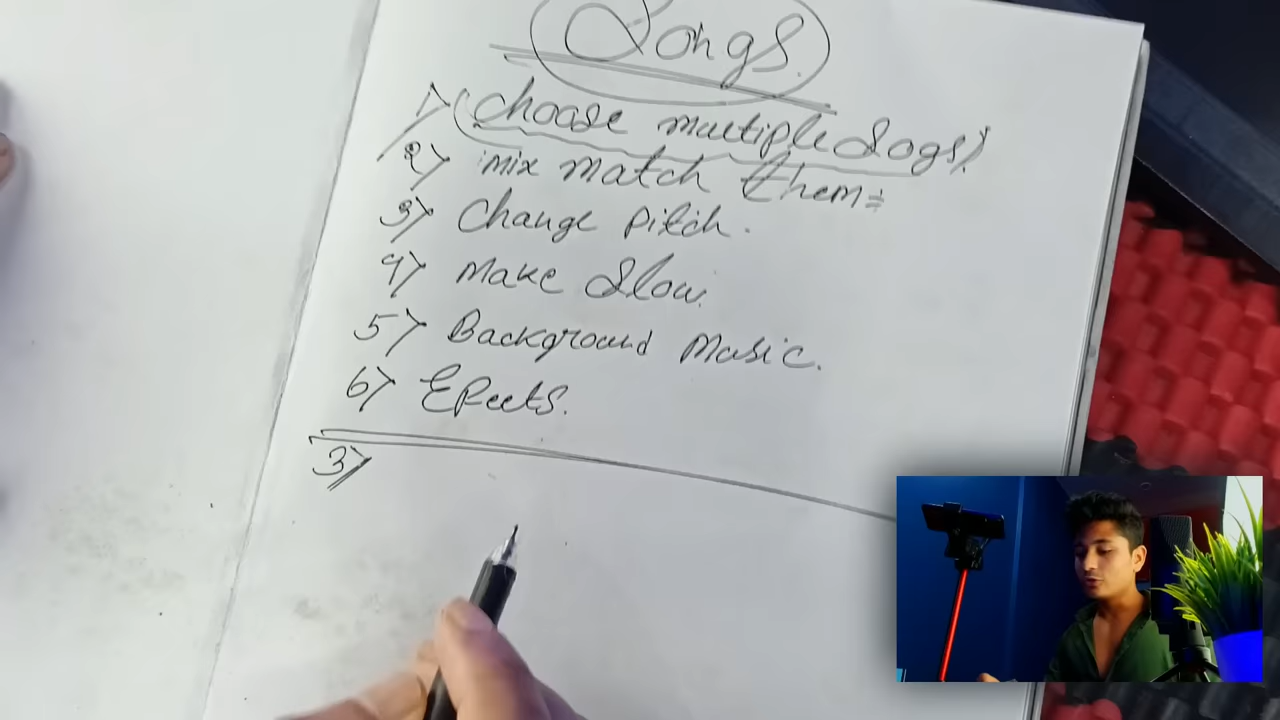 Songs.
1) (Choose multiple Sogs)
2) mix match them =
3) Change Pitch.
4) Make Slow.
5) Background Music.
6) Effects.
3)